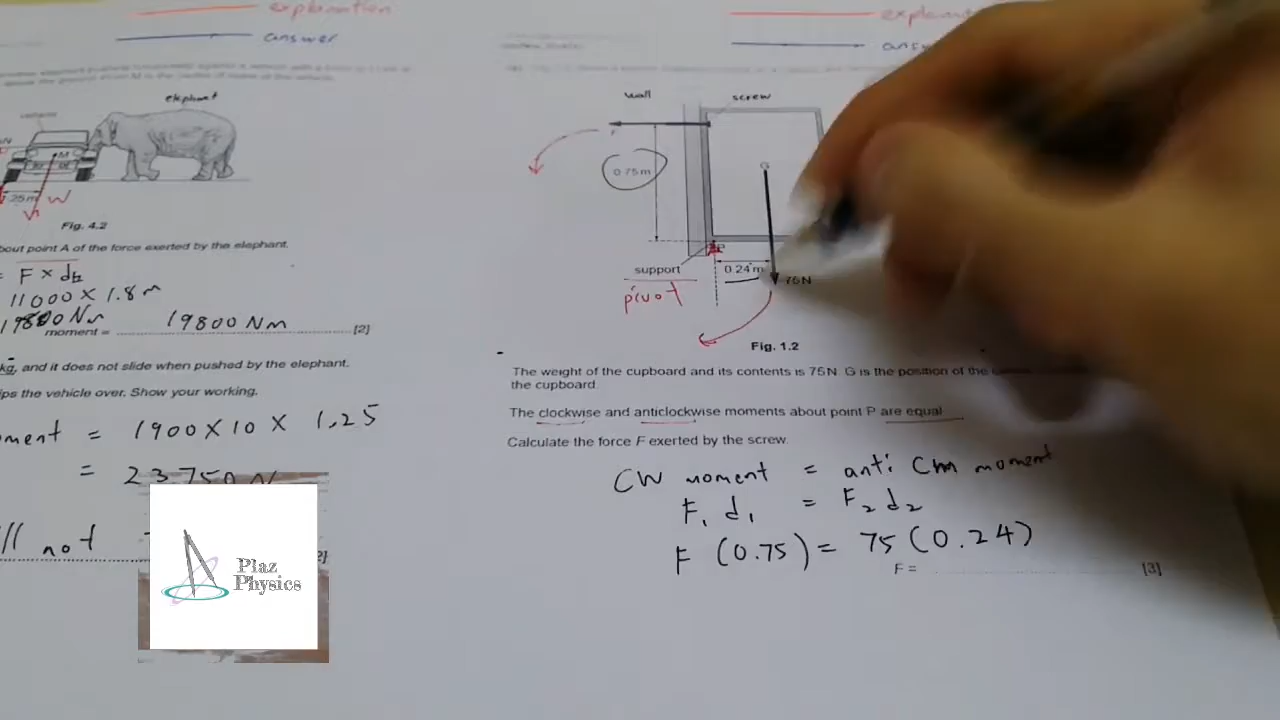 explanation
answer
elephant
M
.25 m
W
Fig. 4.2
bout point A of the force exerted by the elephant.
= F × d
11000 × 1.8 m
moment = 19800 Nm [2]
kg, and it does not slide when pushed by the elephant.
ips the vehicle over. Show your working.
ment = 1900 × 10 × 1.25
= 23750 N
ll not
Plaz
Physics
answ
wall screw
0.75 m
G
P
support 0.24 m
75 N
pivot
Fig. 1.2
The weight of the cupboard and its contents is 75 N. G is the position of the
the cupboard.
The clockwise and anticlockwise moments about point P are equal
Calculate the force F exerted by the screw.
CW moment = anti CM moment
F₁ d₁ = F₂ d₂
F (0.75) = 75 (0.24)
F = [3]